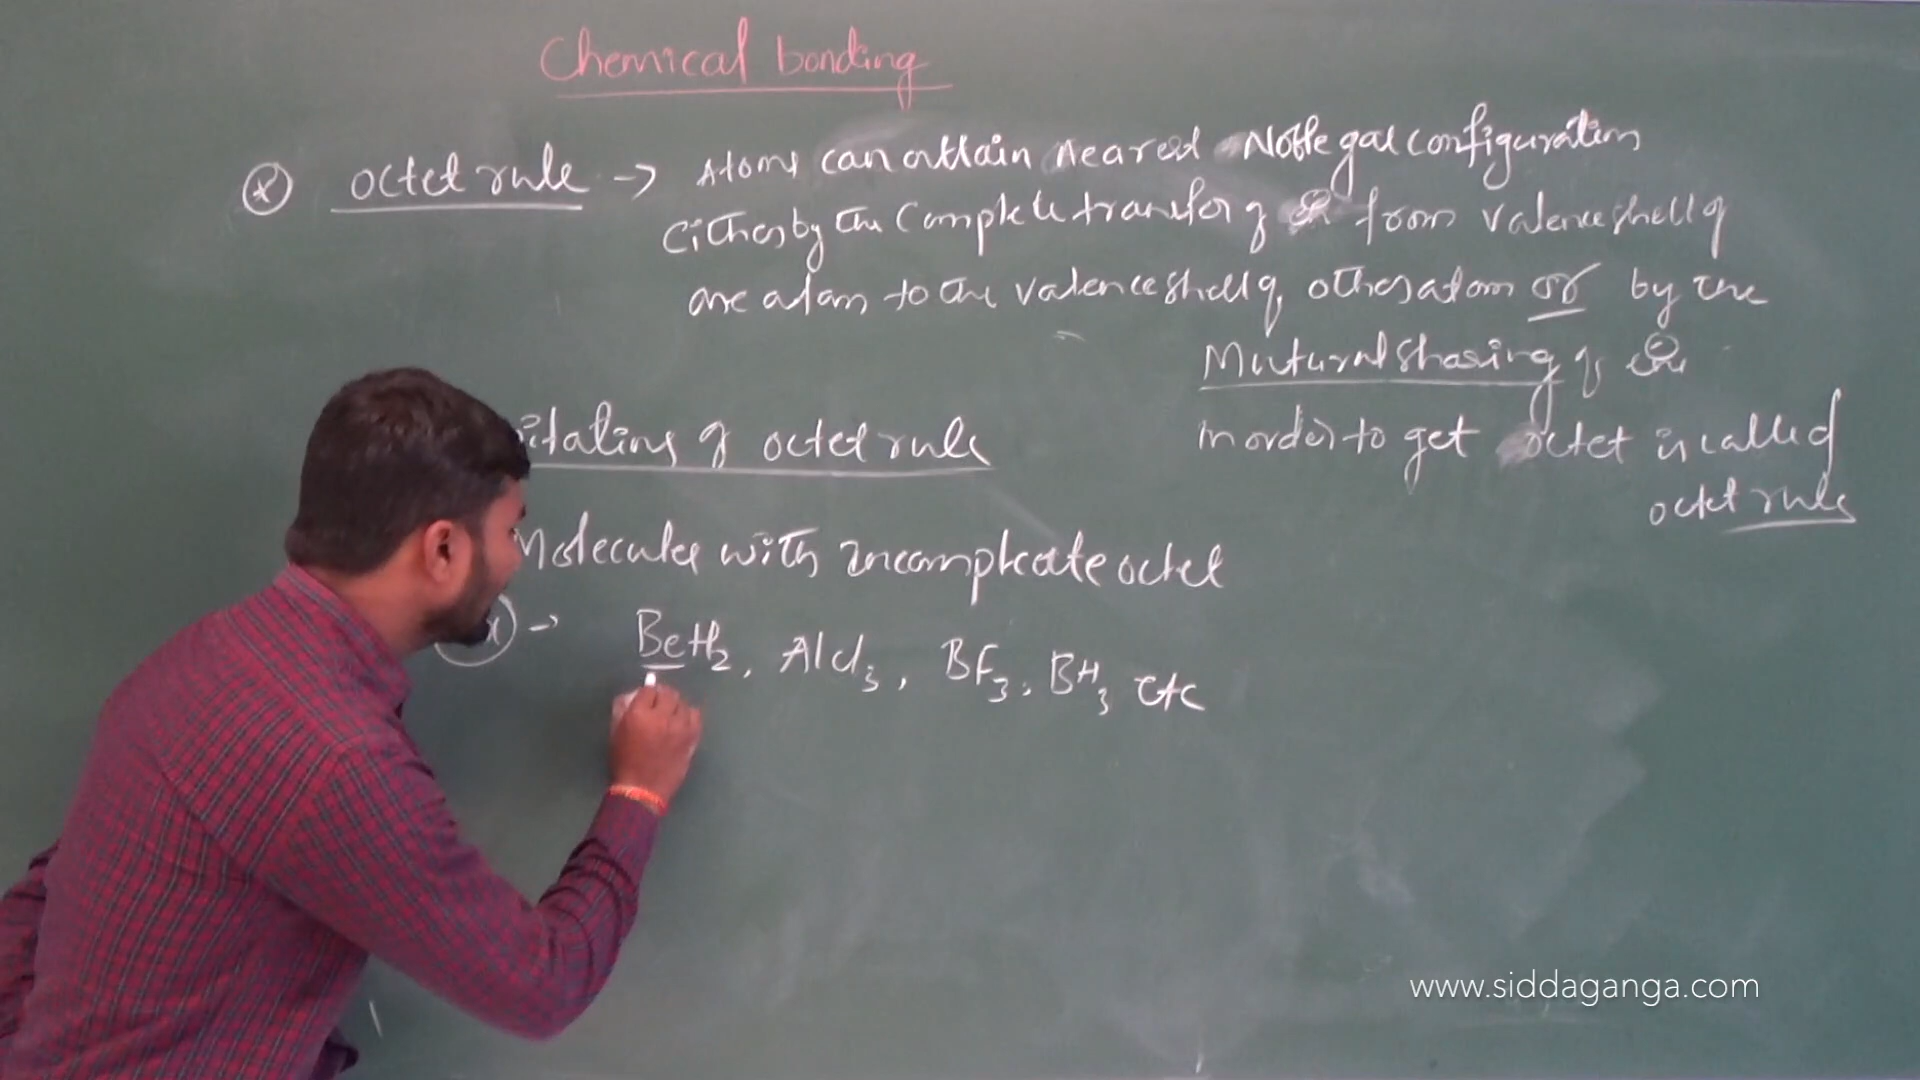 Chemical bonding
octet rule → Atoms can attain nearest Noble gas configuration
either by the complete transfer of e⊖ from valence shell of
one atom to the valence shell of other atom or by the
Mutural sharing of e⊖
in order to get octet is called
octet rule
itations of octet rule
Molecules with incompleate octet
x) → BeH₂, AlCl₃, BF₃, BH₃ etc
www.siddaganga.com